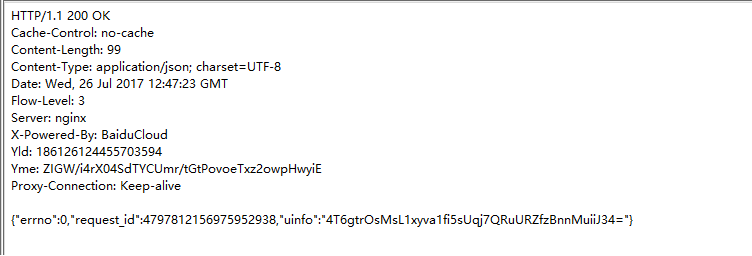 HTTP/1.1 200 OK
Cache-Control: no-cache
Content-Length: 99
Content-Type: application/json; charset=UTF-8
Date: Wed, 26 Jul 2017 12:47:23 GMT
Flow-Level: 3
Server: nginx
X-Powered-By: BaiduCloud
Yld: 186126124455703594
Yme: ZIGW/i4rX04SdTYCUmr/tGtPovoeTxz2owpHwyiE
Proxy-Connection: Keep-alive
{"errno":0,"request_id":4797812156975952938,"uinfo":"4T6gtrOsMsL1xyva1fi5sUqj7QRuURZfzBnnMuiiJ34="}